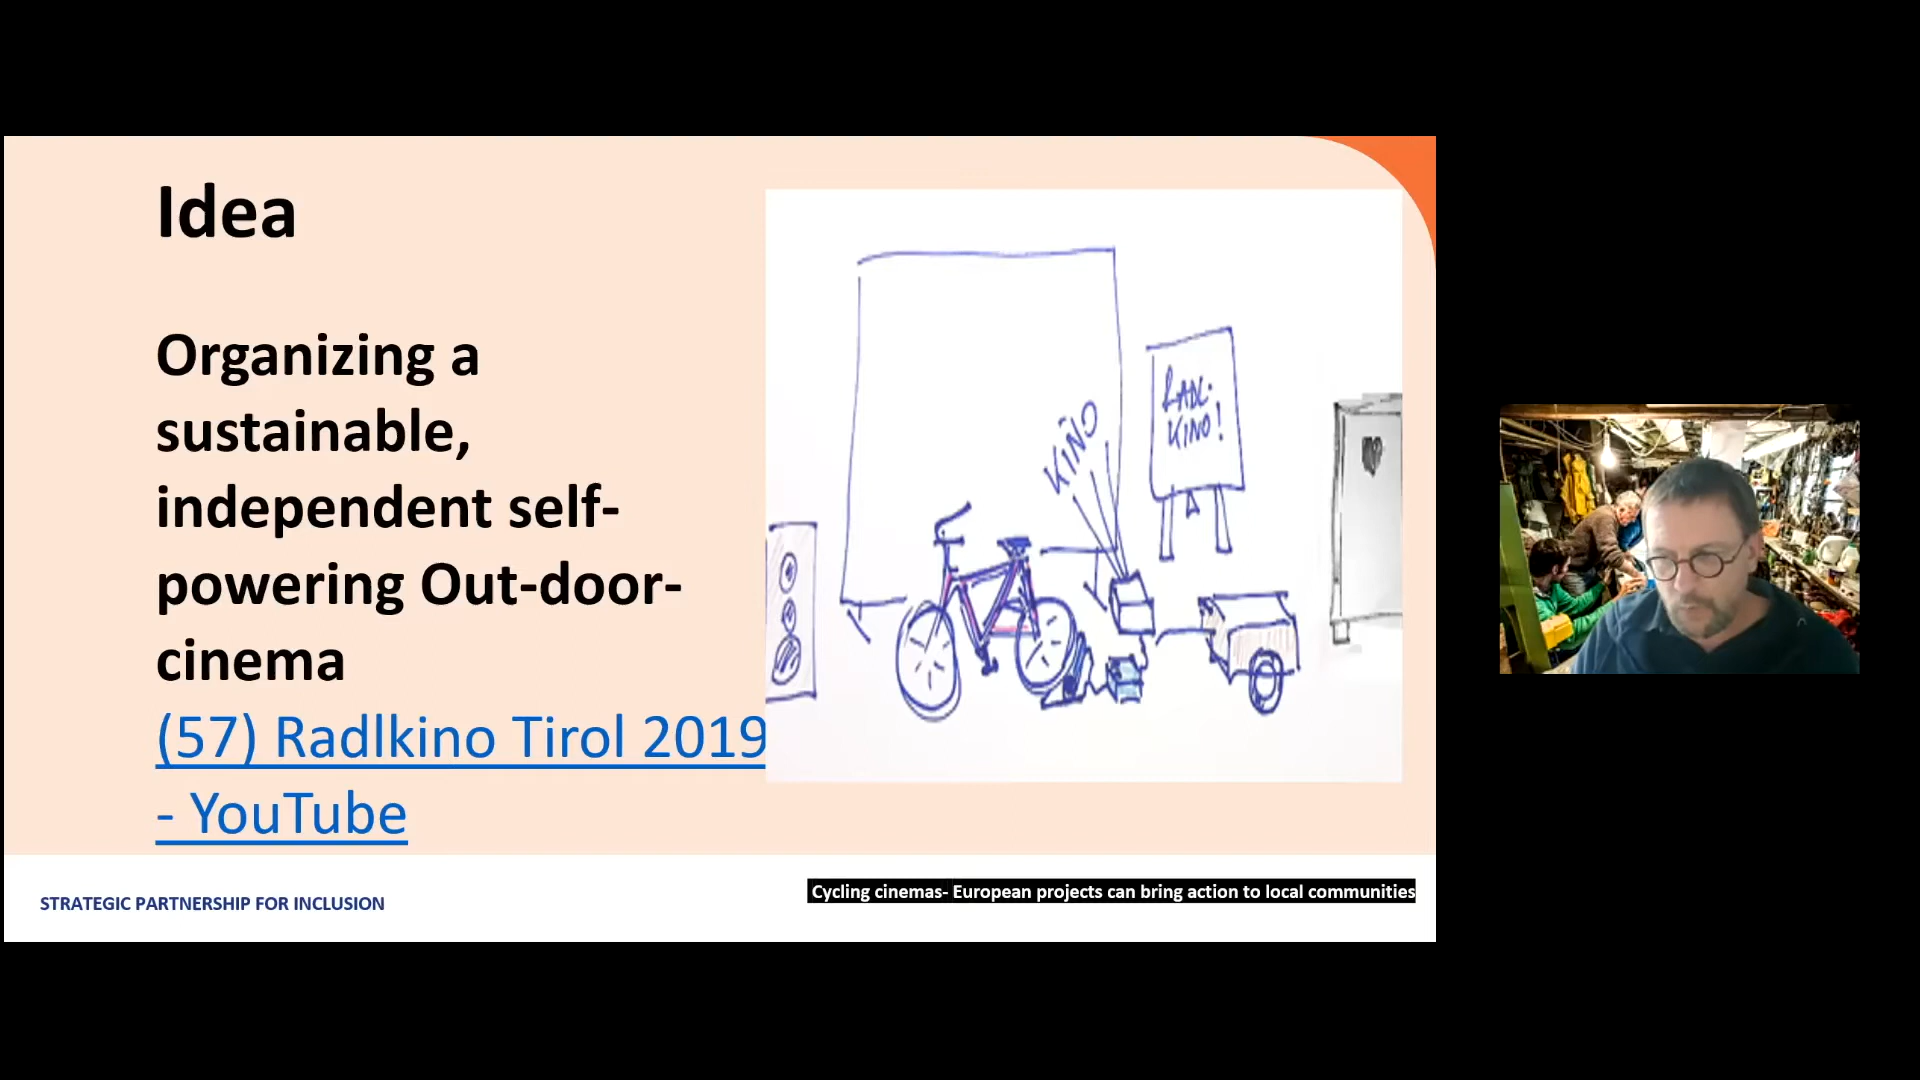 Idea
Organizing a
sustainable,
independent self-
powering Out-door-
cinema
(57) Radlkino Tirol 2019
- YouTube
KINO
RADL-
KINO!
STRATEGIC PARTNERSHIP FOR INCLUSION
Cycling cinemas- European projects can bring action to local communities